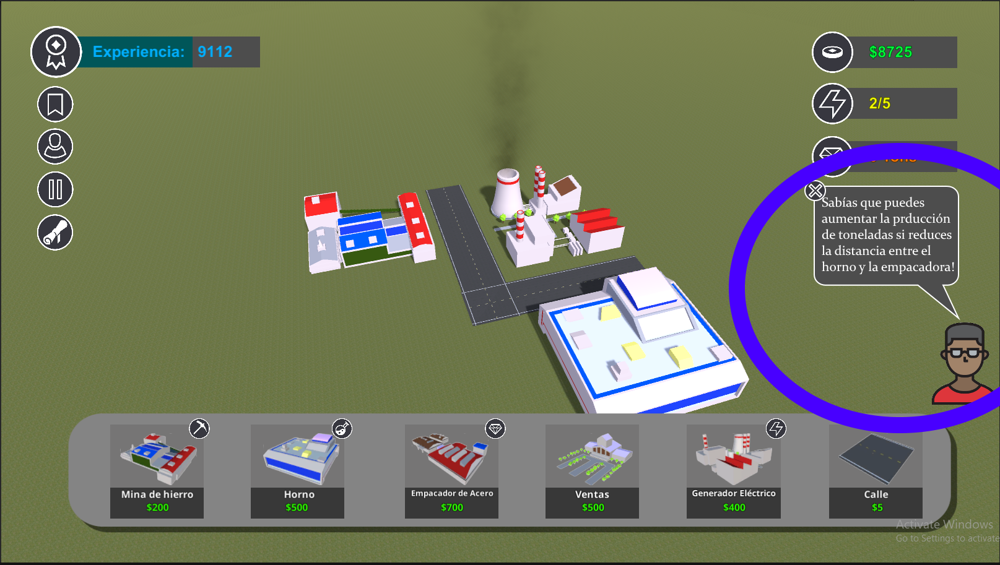 Experiencia: 9112
$8725
2/5
Tons
Sabías que puedes
aumentar la prducción
de toneladas si reduces
la distancia entre el
horno y la empacadora!
Mina de hierro
$200
Horno
$500
Empacador de Acero
$700
Ventas
$500
Generador Eléctrico
$400
Calle
$5
Activate Windows
Go to Settings to activate